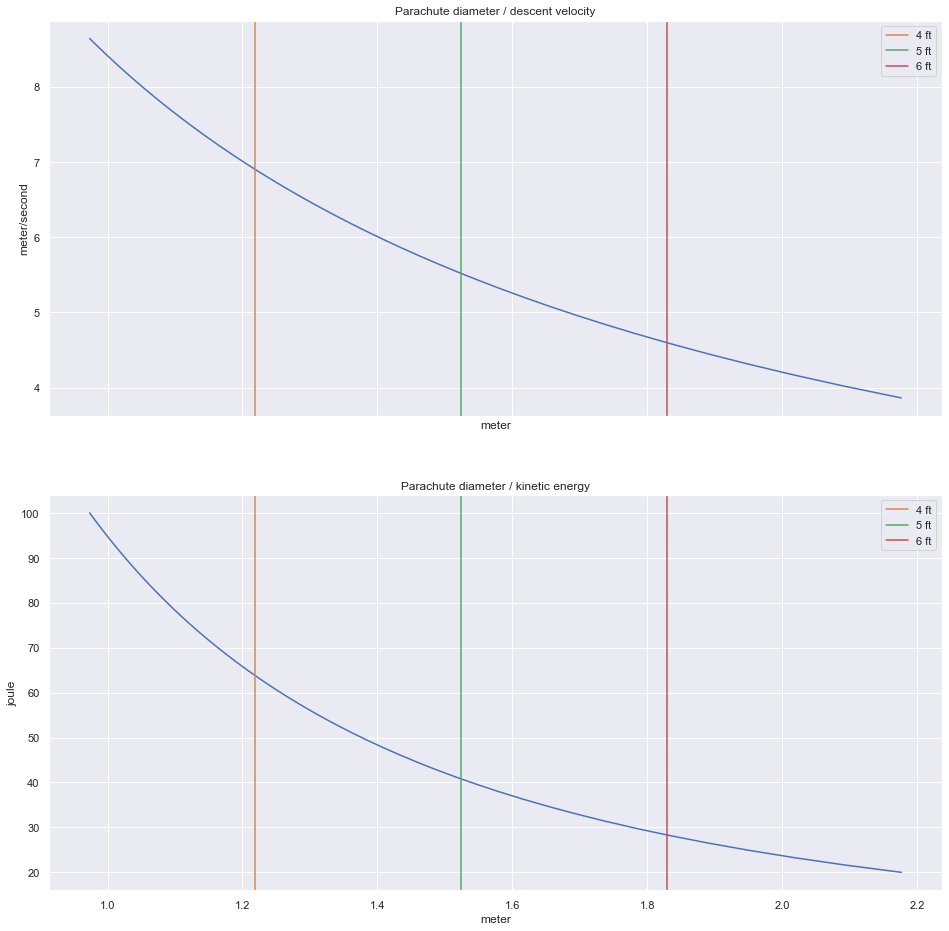 Parachute diameter / descent velocity
4 ft
5 ft
6 ft
8
7
6
5
4
meter/second
meter
Parachute diameter / kinetic energy
4 ft
5 ft
6 ft
100
90
80
70
60
50
40
30
20
joule
1.0 1.2 1.4 1.6 1.8 2.0 2.2
meter